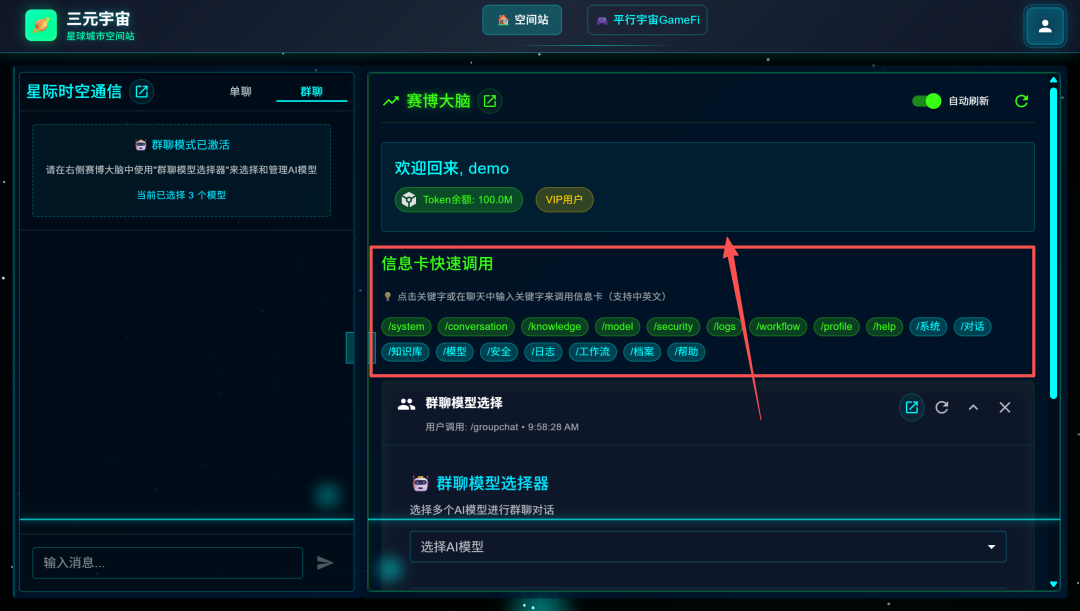 三元宇宙
星球城市空间站
空间站
平行宇宙GameFi
星际时空通信
单聊
群聊
群聊模式已激活
请在右侧赛博大脑中使用"群聊模型选择器"来选择和管理AI模型
当前已选择 3 个模型
输入消息...
赛博大脑
自动刷新
欢迎回来, demo
Token余额: 100.0M
VIP用户
信息卡快速调用
点击关键字或在聊天中输入关键字来调用信息卡（支持中英文）
/system /conversation /knowledge /model /security /logs /workflow /profile /help /系统 /对话
/知识库 /模型 /安全 /日志 /工作流 /档案 /帮助
群聊模型选择
用户调用: /groupchat • 9:58:28 AM
群聊模型选择器
选择多个AI模型进行群聊对话
选择AI模型